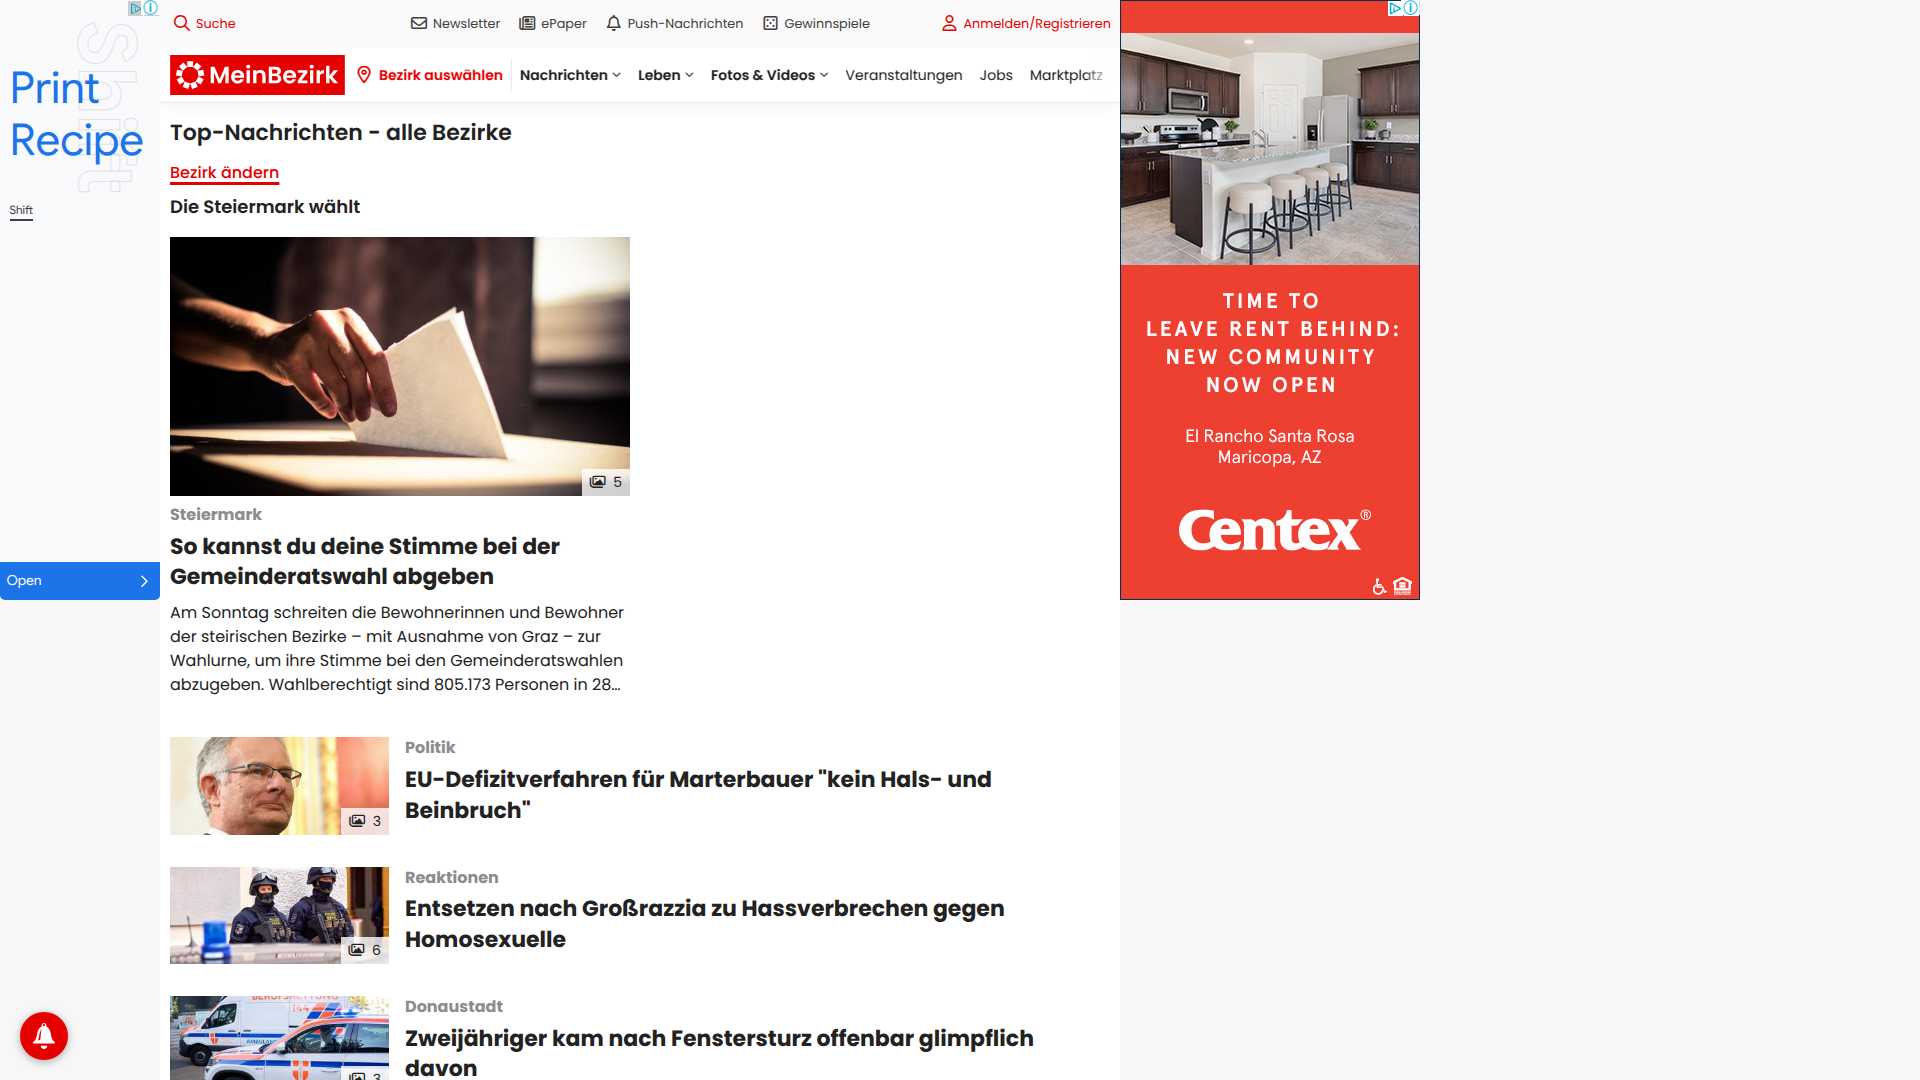 Print
Recipe
Shift
Shift
Open
Suche
Newsletter
ePaper
Push-Nachrichten
Gewinnspiele
Anmelden/Registrieren
MeinBezirk
Bezirk auswählen
Nachrichten
Leben
Fotos & Videos
Veranstaltungen
Jobs
Marktplatz
Top-Nachrichten - alle Bezirke
Bezirk ändern
Die Steiermark wählt
5
Steiermark
So kannst du deine Stimme bei der
Gemeinderatswahl abgeben
Am Sonntag schreiten die Bewohnerinnen und Bewohner
der steirischen Bezirke – mit Ausnahme von Graz – zur
Wahlurne, um ihre Stimme bei den Gemeinderatswahlen
abzugeben. Wahlberechtigt sind 805.173 Personen in 28...
3
Politik
EU-Defizitverfahren für Marterbauer "kein Hals- und
Beinbruch"
6
Reaktionen
Entsetzen nach Großrazzia zu Hassverbrechen gegen
Homosexuelle
3
Donaustadt
Zweijähriger kam nach Fenstersturz offenbar glimpflich
davon
TIME TO
LEAVE RENT BEHIND:
NEW COMMUNITY
NOW OPEN
El Rancho Santa Rosa
Maricopa, AZ
Centex®